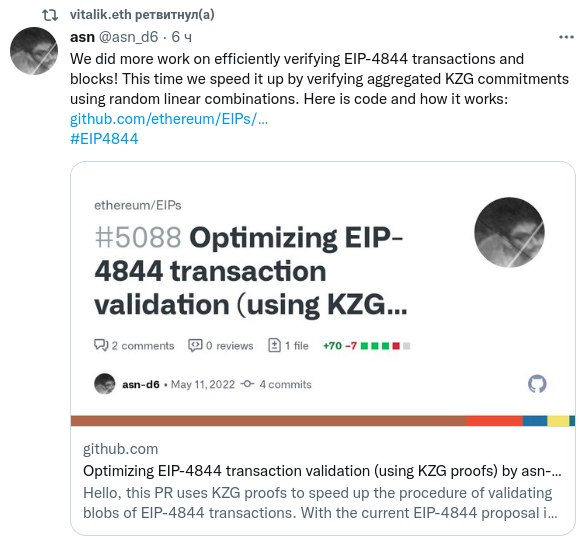 vitalik.eth ретвитнул(а)
asn @asn_d6 · 6 ч
We did more work on efficiently verifying EIP-4844 transactions and
blocks! This time we speed it up by verifying aggregated KZG commitments
using random linear combinations. Here is code and how it works:
github.com/ethereum/EIPs/...
#EIP4844
ethereum/EIPs
#5088 Optimizing EIP-
4844 transaction
validation (using KZG...
2 comments 0 reviews 1 file +70 −7
asn-d6 • May 11, 2022 4 commits
github.com
Optimizing EIP-4844 transaction validation (using KZG proofs) by asn-...
Hello, this PR uses KZG proofs to speed up the procedure of validating
blobs of EIP-4844 transactions. With the current EIP-4844 proposal i...